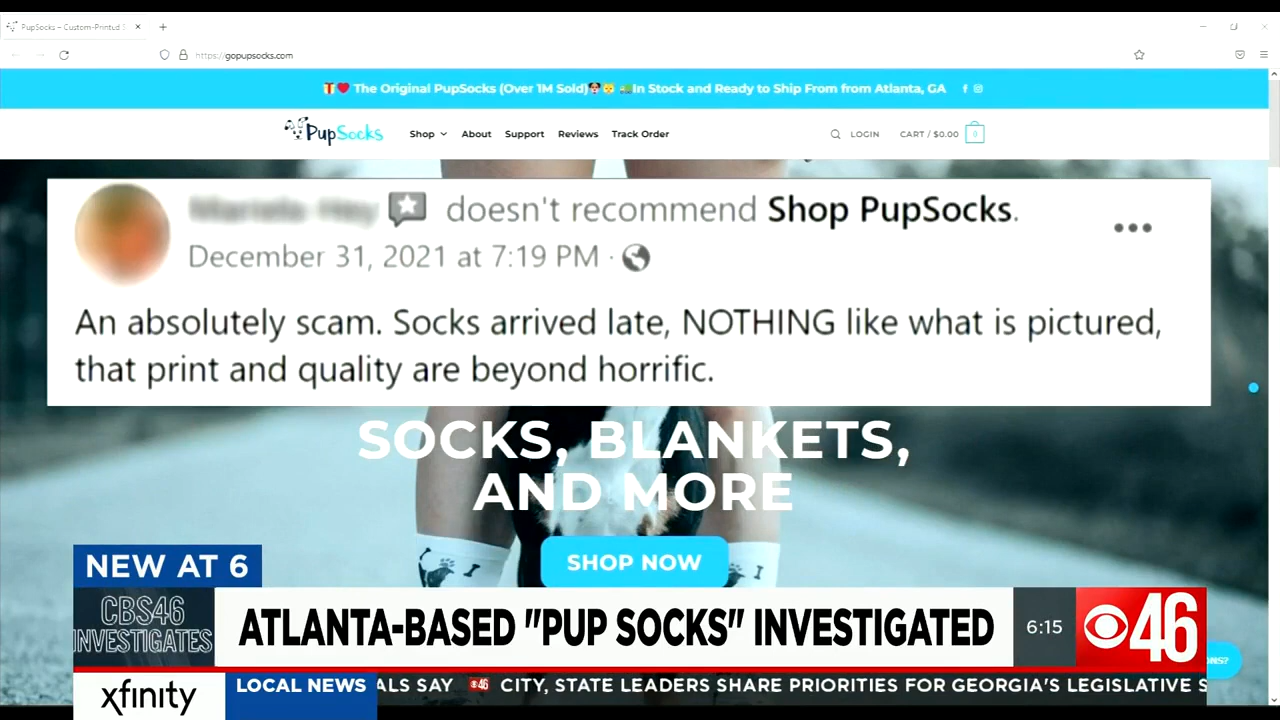 PupSocks – Custom-Printed
https://gopupsocks.com
The Original PupSocks (Over 1M Sold) In Stock and Ready to Ship From from Atlanta, GA
PupSocks
Shop About Support Reviews Track Order
LOGIN CART / $0.00 0
doesn't recommend Shop PupSocks.
December 31, 2021 at 7:19 PM ·
An absolutely scam. Socks arrived late, NOTHING like what is pictured,
that print and quality are beyond horrific.
SOCKS, BLANKETS,
AND MORE
SHOP NOW
NEW AT 6
CBS46
INVESTIGATES
ATLANTA-BASED "PUP SOCKS" INVESTIGATED
6:15
46
xfinity
LOCAL NEWS
ALS SAY 46 CITY, STATE LEADERS SHARE PRIORITIES FOR GEORGIA'S LEGISLATIVE S